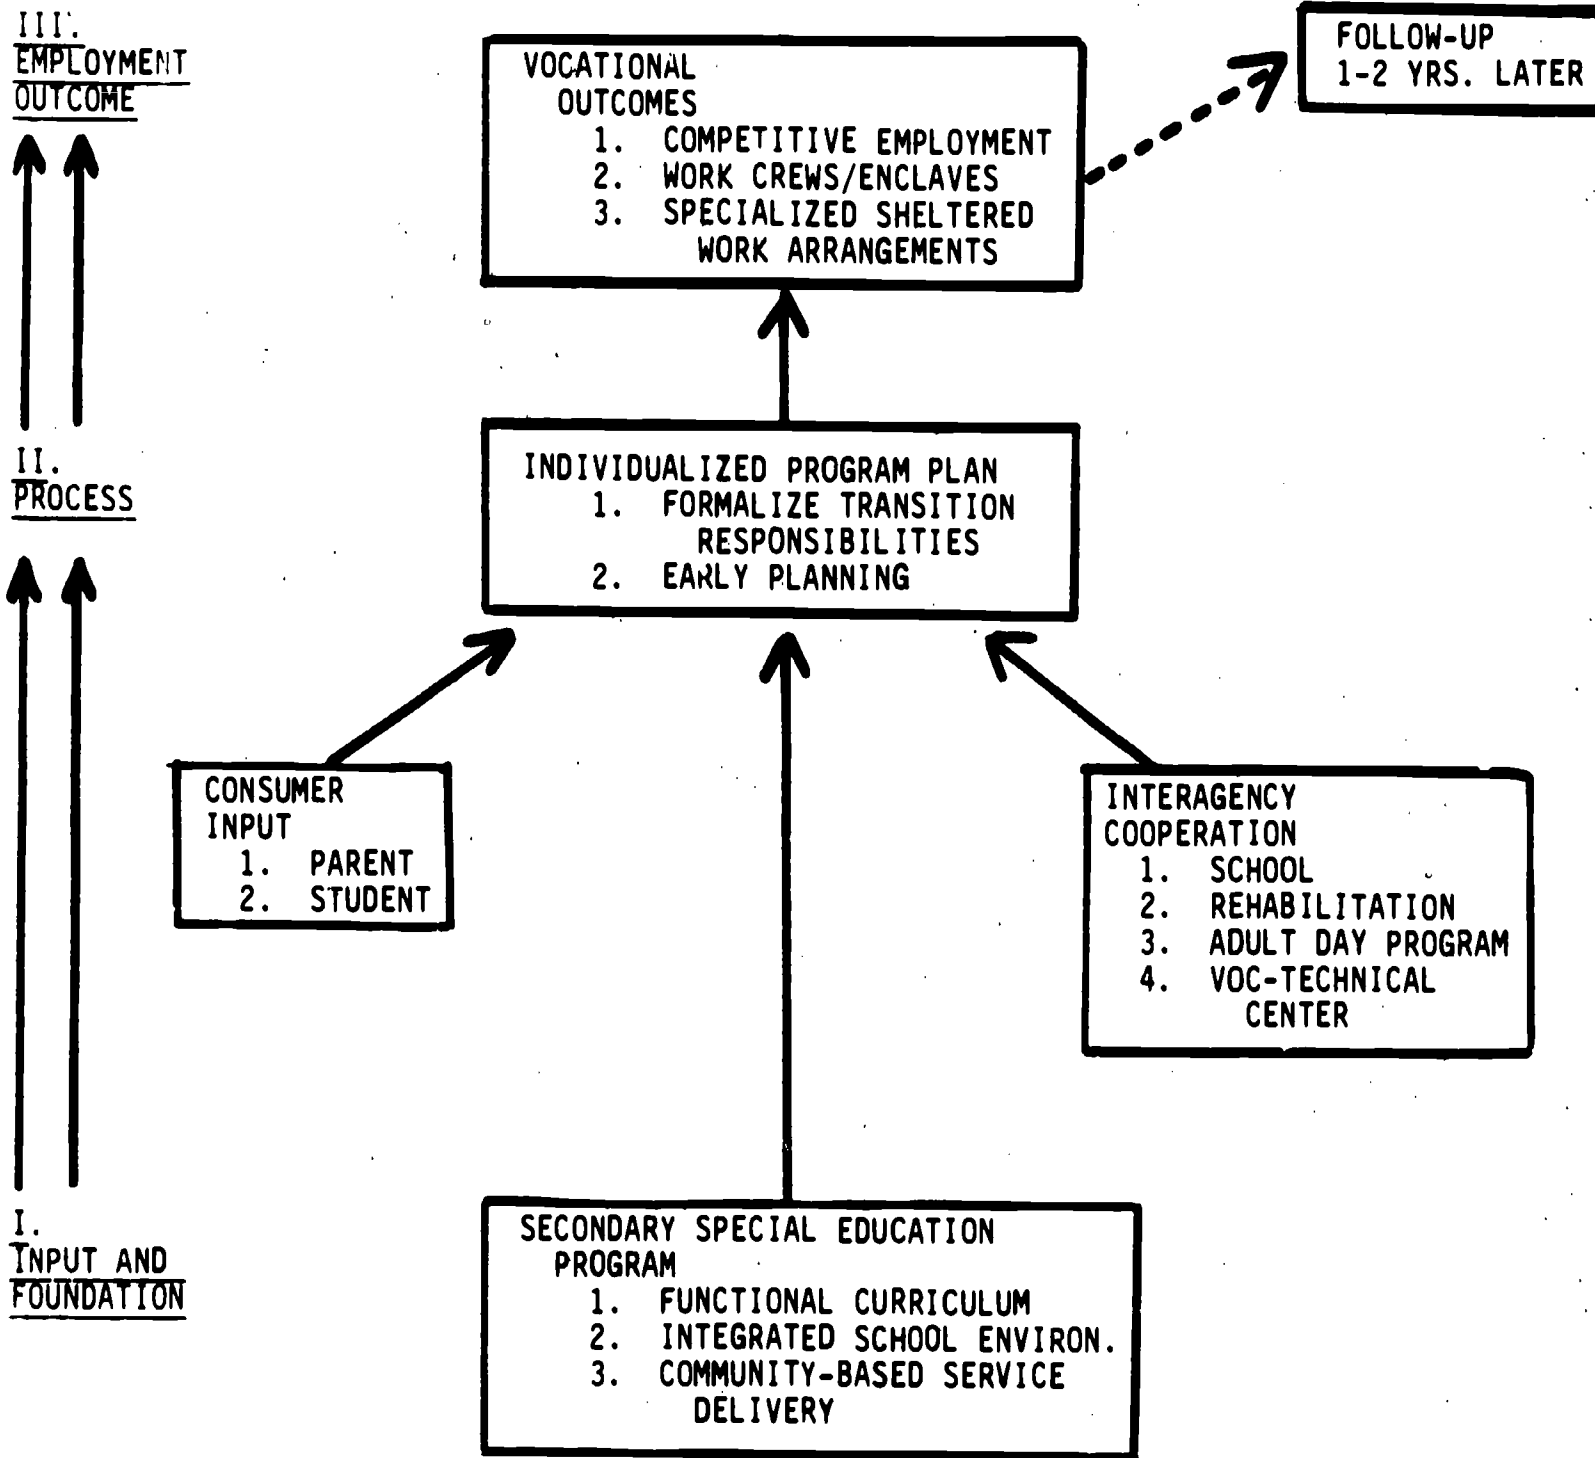 III.
EMPLOYMENT
OUTCOME
VOCATIONAL
OUTCOMES
1. COMPETITIVE EMPLOYMENT
2. WORK CREWS/ENCLAVES
3. SPECIALIZED SHELTERED
WORK ARRANGEMENTS
FOLLOW-UP
1-2 YRS. LATER
II.
PROCESS
INDIVIDUALIZED PROGRAM PLAN
1. FORMALIZE TRANSITION
RESPONSIBILITIES
2. EARLY PLANNING
CONSUMER
INPUT
1. PARENT
2. STUDENT
INTERAGENCY
COOPERATION
1. SCHOOL
2. REHABILITATION
3. ADULT DAY PROGRAM
4. VOC-TECHNICAL
CENTER
I.
INPUT AND
FOUNDATION
SECONDARY SPECIAL EDUCATION
PROGRAM
1. FUNCTIONAL CURRICULUM
2. INTEGRATED SCHOOL ENVIRON.
3. COMMUNITY-BASED SERVICE
DELIVERY